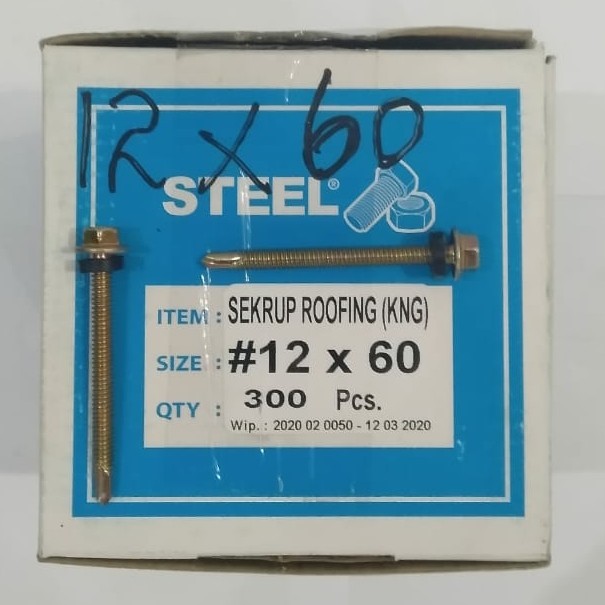 12 x 60
STEEL®
ITEM : SEKRUP ROOFING (KNG)
SIZE : #12 x 60
QTY : 300 Pcs.
Wip. : 2020 02 0050 - 12 03 2020